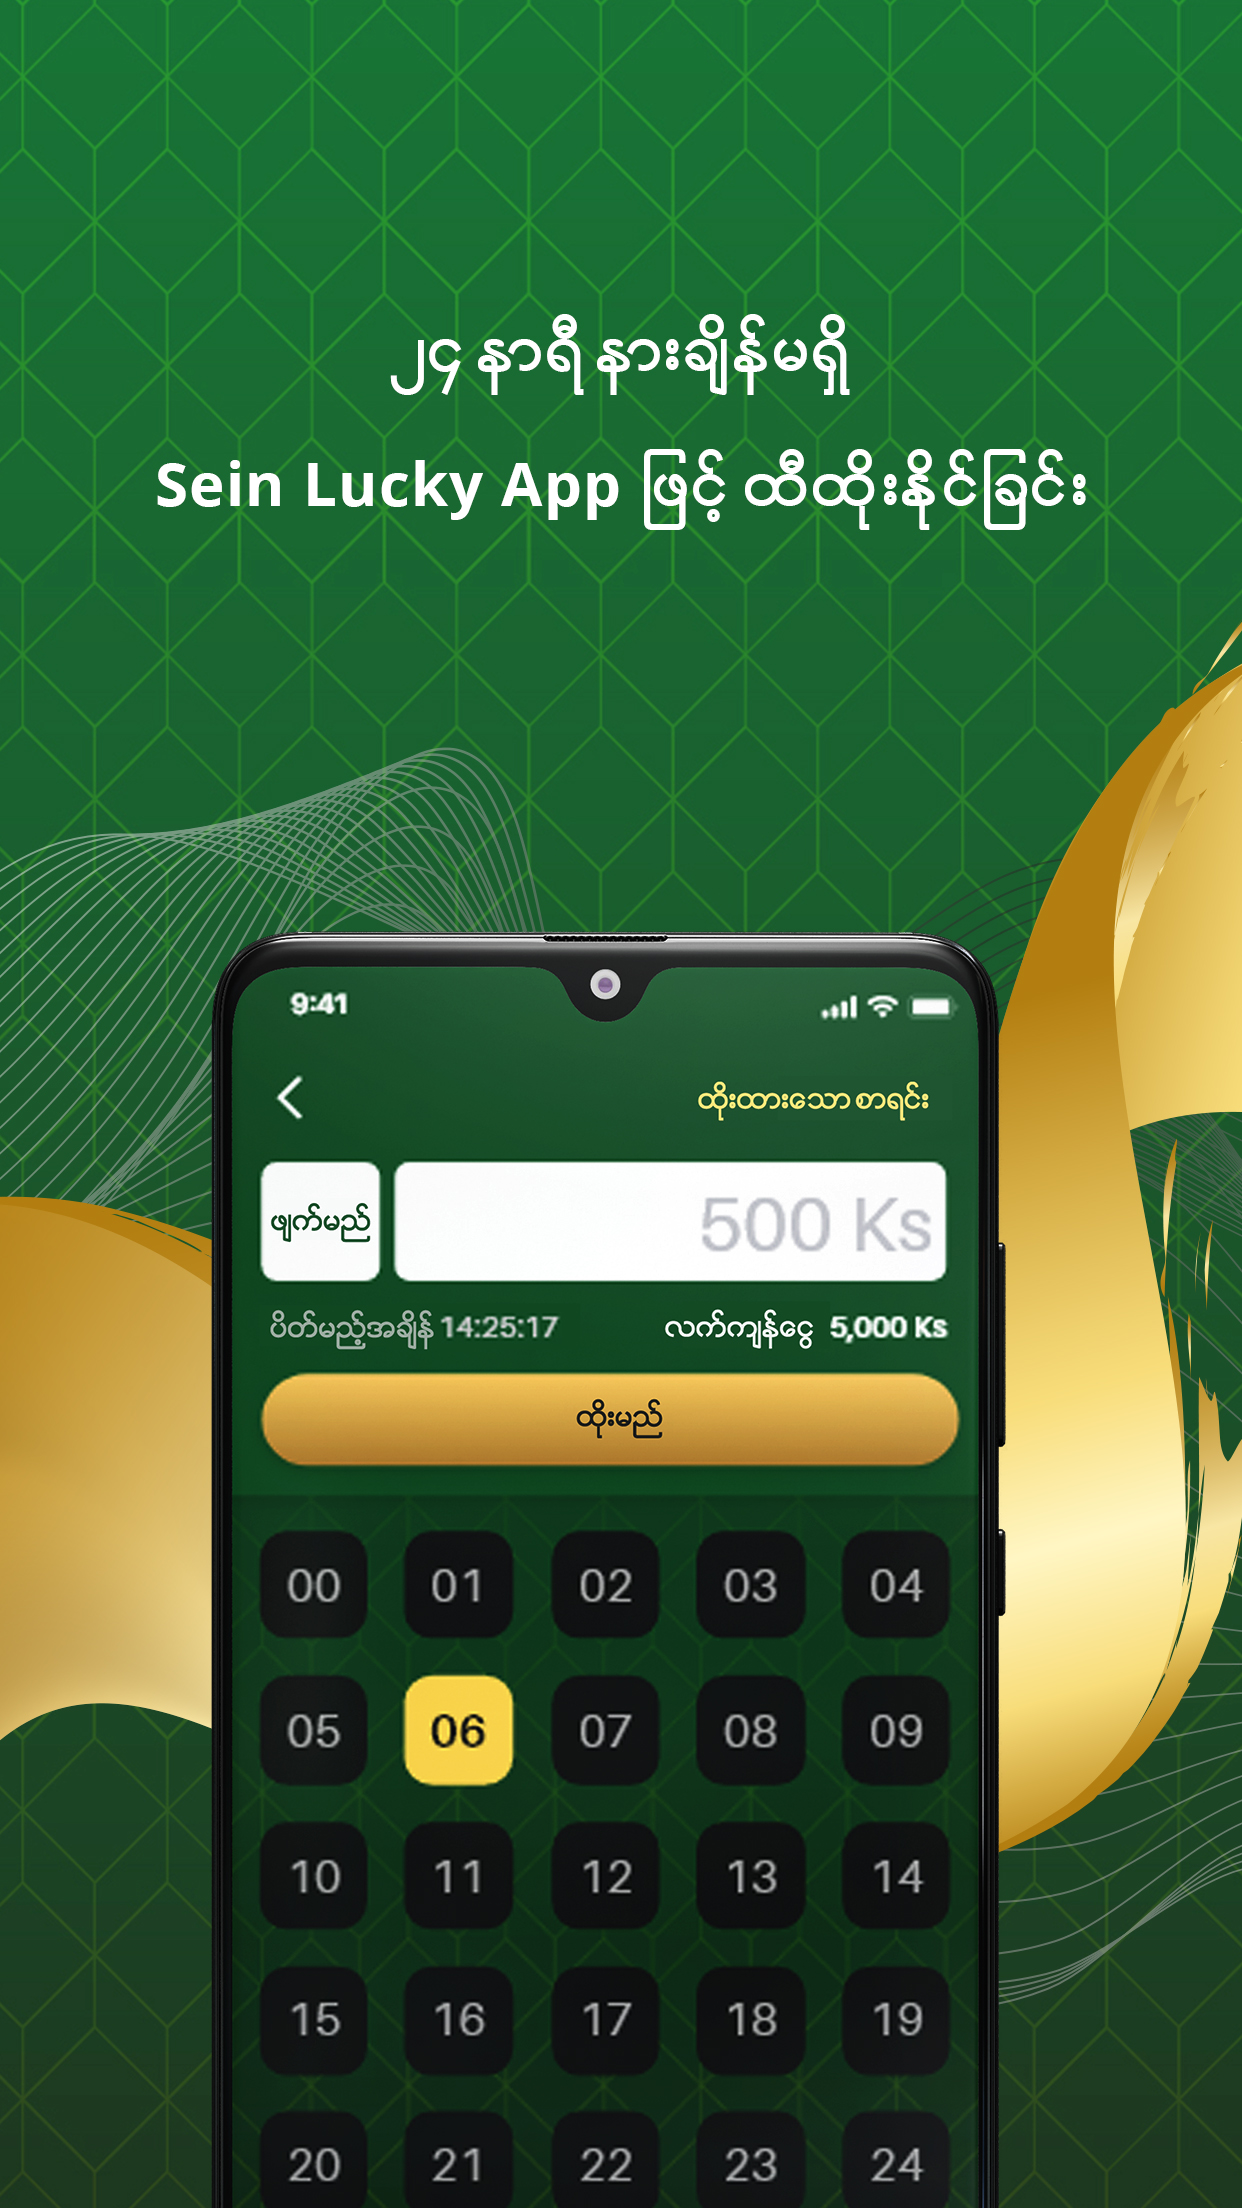 ၂၄ နာရီ နားချိန်မရှိ
Sein Lucky App ဖြင့် ထီထိုးနိုင်ခြင်း
9:41
ထိုးထားသော စာရင်း
ဖျက်မည်
500 Ks
ပိတ်မည့်အချိန် 14:25:17
လက်ကျန်ငွေ 5,000 Ks
ထိုးမည်
00 01 02 03 04
05 06 07 08 09
10 11 12 13 14
15 16 17 18 19
20 21 22 23 24